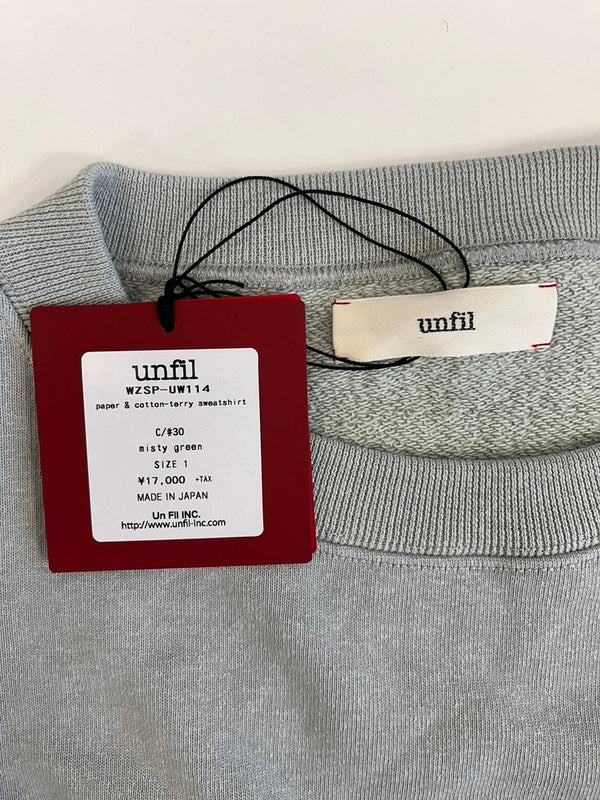 unfil
unfil
WZSP-UW114
paper & cotton-terry sweatshirt
C/#30
misty green
SIZE 1
¥17,000 +TAX
MADE IN JAPAN
Un Fil INC.
http://www.unfil-inc.com